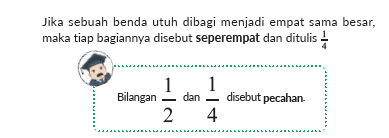 Jika sebuah benda utuh dibagi menjadi empat sama besar,
maka tiap bagiannya disebut seperempat dan ditulis 1/4
Bilangan 1/2 dan 1/4 disebut pecahan.